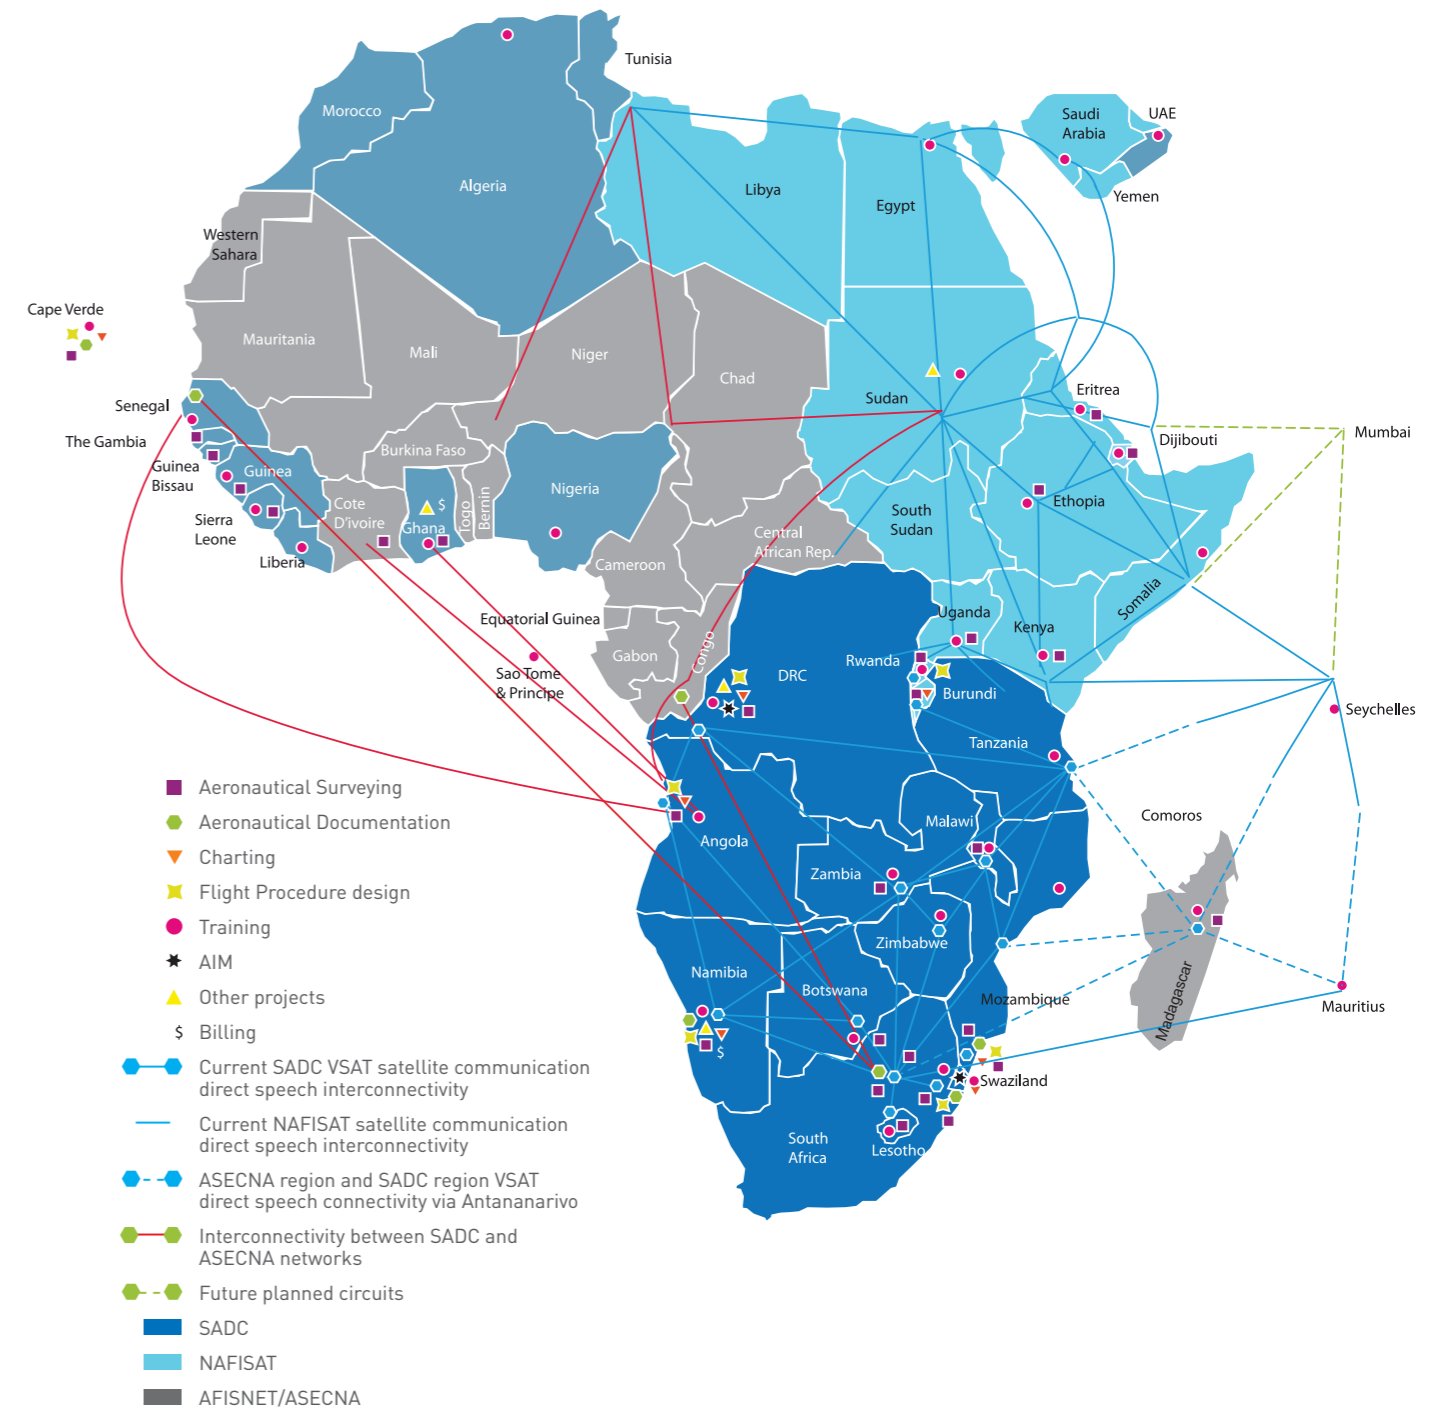 Tunisia
Morocco
Saudi
Arabia
UAE
Algeria
Libya
Egypt
Yemen
Western
Sahara
Cape Verde
Mauritania
Mali
Niger
Chad
Sudan
Eritrea
Senegal
The Gambia
Djibouti
Mumbai
Burkina Faso
Guinea
Bissau
Guinea
Nigeria
Ethopia
Cote
D'ivoire
Ghana
$
Togo
Bernin
South
Sudan
Sierra
Leone
Liberia
Central
African Rep.
Cameroon
Somalia
Equatorial Guinea
Uganda
Kenya
Gabon
Congo
Rwanda
DRC
Sao Tome
& Principe
Burundi
Seychelles
Tanzania
Comoros
Malawi
Angola
Zambia
Zimbabwe
Namibia
Botswana
Mozambique
Madagascar
Mauritius
$
Swaziland
South
Africa
Lesotho
Aeronautical Surveying
Aeronautical Documentation
Charting
Flight Procedure design
Training
AIM
Other projects
$ Billing
Current SADC VSAT satellite communication
direct speech interconnectivity
Current NAFISAT satellite communication
direct speech interconnectivity
ASECNA region and SADC region VSAT
direct speech connectivity via Antananarivo
Interconnectivity between SADC and
ASECNA networks
Future planned circuits
SADC
NAFISAT
AFISNET/ASECNA